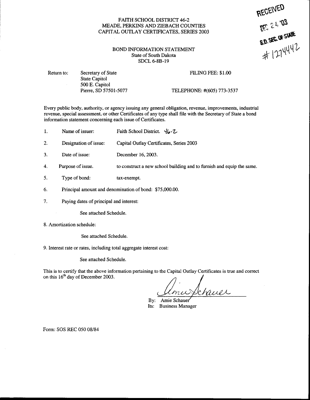 FAITH SCHOOL DISTRICT 46-2
MEADE, PERKINS AND ZIEBACH COUNTIES
CAPITAL OUTLAY CERTIFICATES, SERIES 2003
RECEIVED
DEC 24 '03
S.D. SEC. OF STATE
#1274442
BOND INFORMATION STATEMENT
State of South Dakota
SDCL 6-8B-19
Return to: Secretary of State FILING FEE: $1.00
State Capitol
500 E. Capitol
Pierre, SD 57501-5077 TELEPHONE: #(605) 773-3537
Every public body, authority, or agency issuing any general obligation, revenue, improvements, industrial
revenue, special assessment, or other Certificates of any type shall file with the Secretary of State a bond
information statement concerning each issue of Certificates.
1. Name of issuer: Faith School District 46-2
2. Designation of issue: Capital Outlay Certificates, Series 2003
3. Date of issue: December 16, 2003.
4. Purpose of issue. to construct a new school building and to furnish and equip the same.
5. Type of bond: tax-exempt.
6. Principal amount and denomination of bond: $75,000.00.
7. Paying dates of principal and interest:
See attached Schedule.
8. Amortization schedule:
See attached Schedule.
9. Interest rate or rates, including total aggregate interest cost:
See attached Schedule.
This is to certify that the above information pertaining to the Capital Outlay Certificates is true and correct
on this 16th day of December 2003.
Amie Schauer
By: Amie Schauer
Its: Business Manager
Form: SOS REC 050 08/84